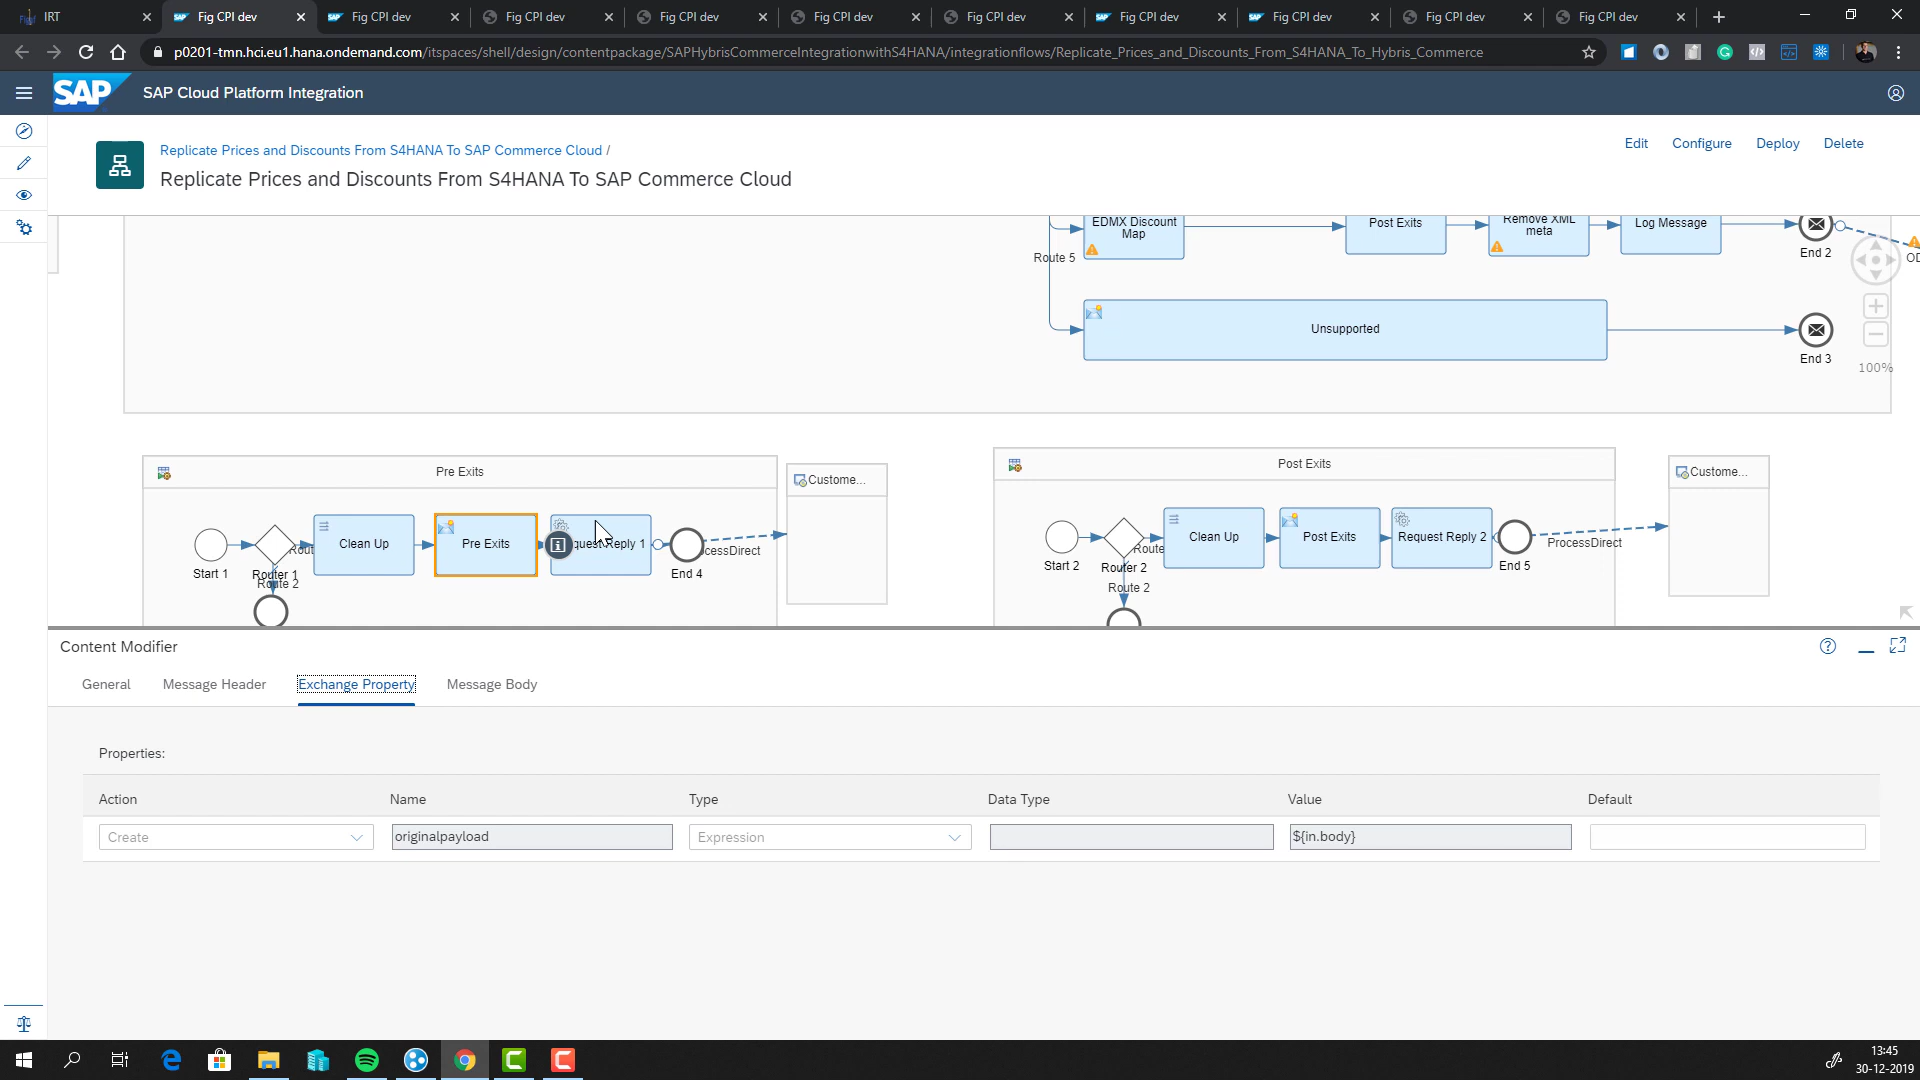 IRT
Fig CPI dev
Fig CPI dev
Fig CPI dev
Fig CPI dev
Fig CPI dev
Fig CPI dev
Fig CPI dev
Fig CPI dev
Fig CPI dev
Fig CPI dev
p0201-tmn.hci.eu1.hana.ondemand.com/itspaces/shell/design/contentpackage/SAPHybrisCommerceIntegrationwithS4HANA/integrationflows/Replicate_Prices_and_Discounts_From_S4HANA_To_Hybris_Commerce
SAP
SAP Cloud Platform Integration
Replicate Prices and Discounts From S4HANA To SAP Commerce Cloud /
Replicate Prices and Discounts From S4HANA To SAP Commerce Cloud
Edit
Configure
Deploy
Delete
EDMX Discount
Map
Post Exits
Remove XML
meta
Log Message
End 2
OD
Route 5
Unsupported
End 3
100%
Pre Exits
Custome...
Start 1
Router 1
Rout
Route 2
Clean Up
Pre Exits
quest Reply 1
End 4
cessDirect
Post Exits
Custome...
Start 2
Router 2
Route
Route 2
Clean Up
Post Exits
Request Reply 2
End 5
ProcessDirect
Content Modifier
General
Message Header
Exchange Property
Message Body
Properties:
Action
Name
Type
Data Type
Value
Default
Create
originalpayload
Expression
${in.body}
13:45
30-12-2019